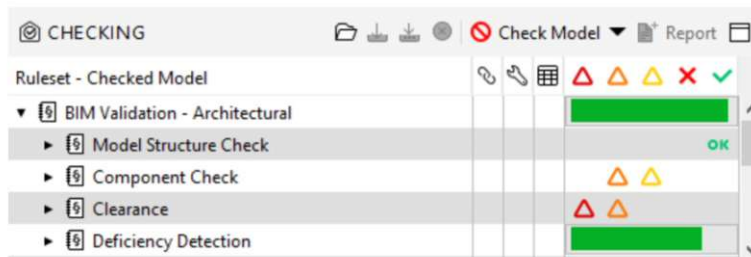 CHECKING Check Model Report
Ruleset - Checked Model
§ BIM Validation - Architectural
§ Model Structure Check OK
§ Component Check
§ Clearance
§ Deficiency Detection